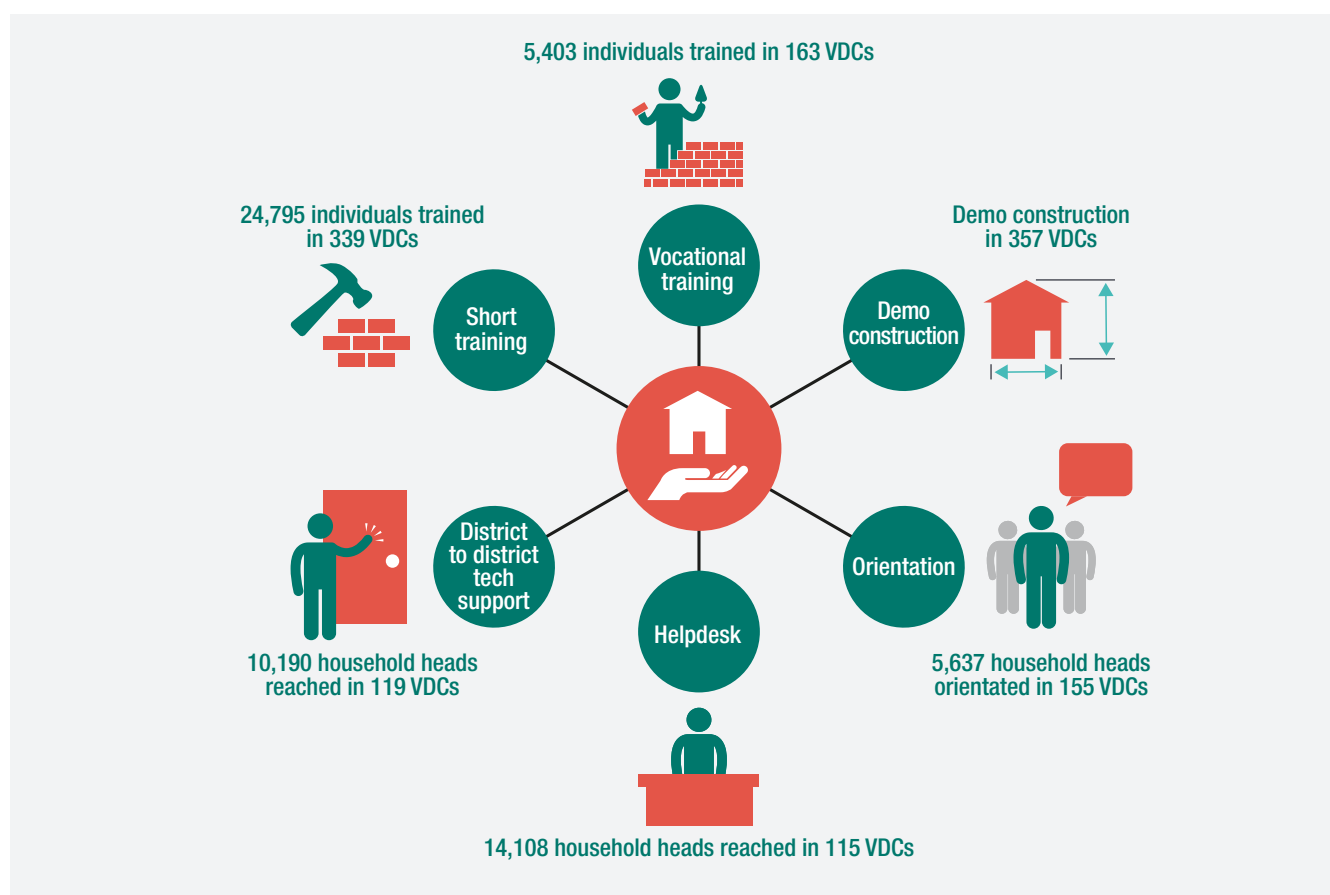 5,403 individuals trained in 163 VDCs
24,795 individuals trained
in 339 VDCs
Demo construction
in 357 VDCs
Vocational
training
Short
training
Demo
construction
District
to district
tech
support
Orientation
Helpdesk
10,190 household heads
reached in 119 VDCs
5,637 household heads
orientated in 155 VDCs
14,108 household heads reached in 115 VDCs